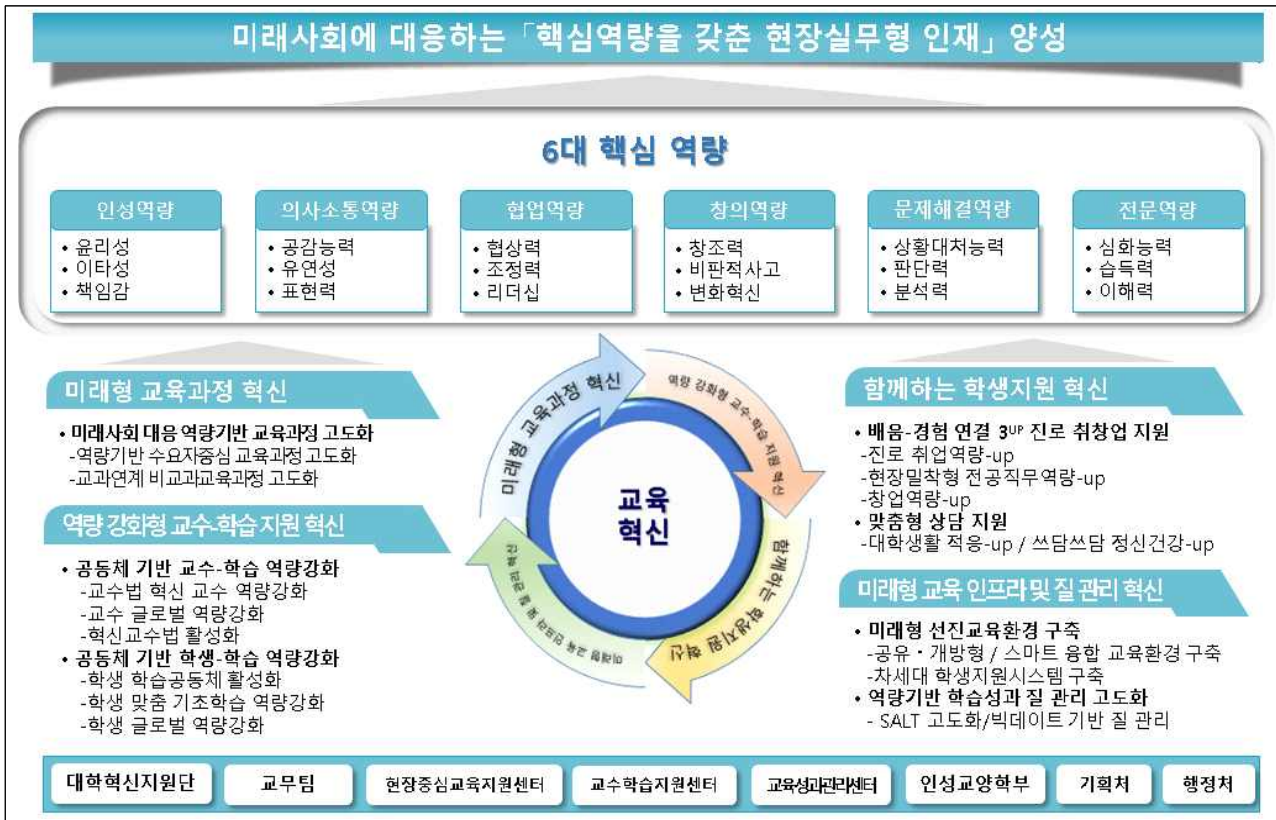 미래사회에 대응하는 「핵심역량을 갖춘 현장실무형 인재」 양성
6대 핵심 역량
인성역량
• 윤리성
• 이타성
• 책임감
의사소통역량
• 공감능력
• 유연성
• 표현력
협업역량
• 협상력
• 조정력
• 리더십
창의역량
• 창조력
• 비판적사고
• 변화혁신
문제해결역량
• 상황대처능력
• 판단력
• 분석력
전문역량
• 심화능력
• 습득력
• 이해력
미래형 교육과정 혁신
• 미래사회 대응 역량기반 교육과정 고도화
-역량기반 수요자중심 교육과정 고도화
-교과연계 비교과교육과정 고도화
역량 강화형 교수-학습 지원 혁신
• 공동체 기반 교수-학습 역량강화
-교수법 혁신 교수 역량강화
-교수 글로벌 역량강화
-혁신교수법 활성화
• 공동체 기반 학생-학습 역량강화
-학생 학습공동체 활성화
-학생 맞춤 기초학습 역량강화
-학생 글로벌 역량강화
미래형 교육과정 혁신
역량 강화형 교수-학습 지원 혁신
함께하는 학생지원 혁신
미래형 교육 인프라 및 질 관리 혁신
교육
혁신
함께하는 학생지원 혁신
• 배움-경험 연결 3UP 진로 취창업 지원
-진로 취업역량-up
-현장밀착형 전공직무역량-up
-창업역량-up
• 맞춤형 상담 지원
-대학생활 적응-up / 쓰담쓰담 정신건강-up
미래형 교육 인프라 및 질 관리 혁신
• 미래형 선진교육환경 구축
-공유・개방형 / 스마트 융합 교육환경 구축
-차세대 학생지원시스템 구축
• 역량기반 학습성과 질 관리 고도화
- SALT 고도화/빅데이트 기반 질 관리
대학혁신지원단
교무팀
현장중심교육지원센터
교수학습지원센터
교육성과관리센터
인성교양학부
기획처
행정처